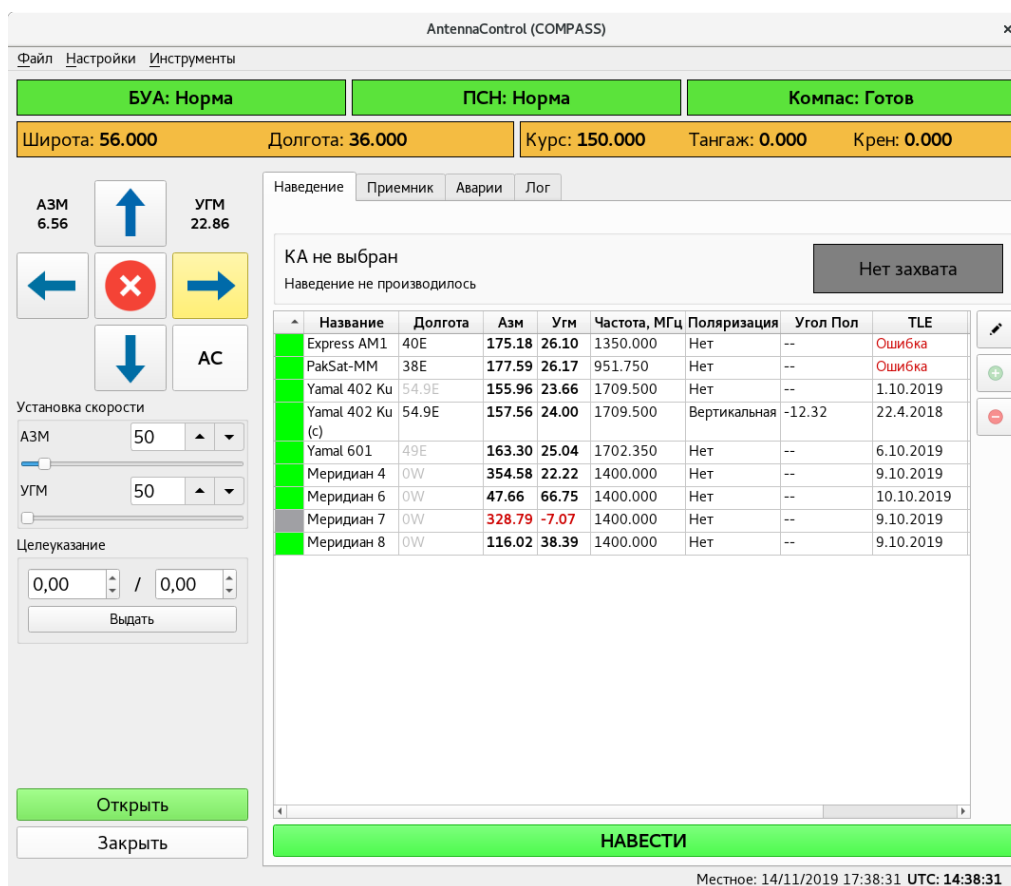 AntennaControl (COMPASS)
Файл Настройки Инструменты
БУА: Норма ПСН: Норма Компас: Готов
Широта: 56.000 Долгота: 36.000 Курс: 150.000 Тангаж: 0.000 Крен: 0.000
АЗМ
6.56
УГМ
22.86
АС
Установка скорости
АЗМ 50
УГМ 50
Целеуказание
0,00 / 0,00
Выдать
Открыть
Закрыть
Наведение Приемник Аварии Лог
КА не выбран
Наведение не производилось
Нет захвата
Название Долгота Азм Угм Частота, МГц Поляризация Угол Пол TLE
Express AM1 40E 175.18 26.10 1350.000 Нет -- Ошибка
PakSat-MM 38E 177.59 26.17 951.750 Нет -- Ошибка
Yamal 402 Ku 54.9E 155.96 23.66 1709.500 Нет -- 1.10.2019
Yamal 402 Ku 54.9E 157.56 24.00 1709.500 Вертикальная -12.32 22.4.2018
(c)
Yamal 601 49E 163.30 25.04 1702.350 Нет -- 6.10.2019
Меридиан 4 0W 354.58 22.22 1400.000 Нет -- 9.10.2019
Меридиан 6 0W 47.66 66.75 1400.000 Нет -- 10.10.2019
Меридиан 7 0W 328.79 -7.07 1400.000 Нет -- 9.10.2019
Меридиан 8 0W 116.02 38.39 1400.000 Нет -- 9.10.2019
НАВЕСТИ
Местное: 14/11/2019 17:38:31 UTC: 14:38:31